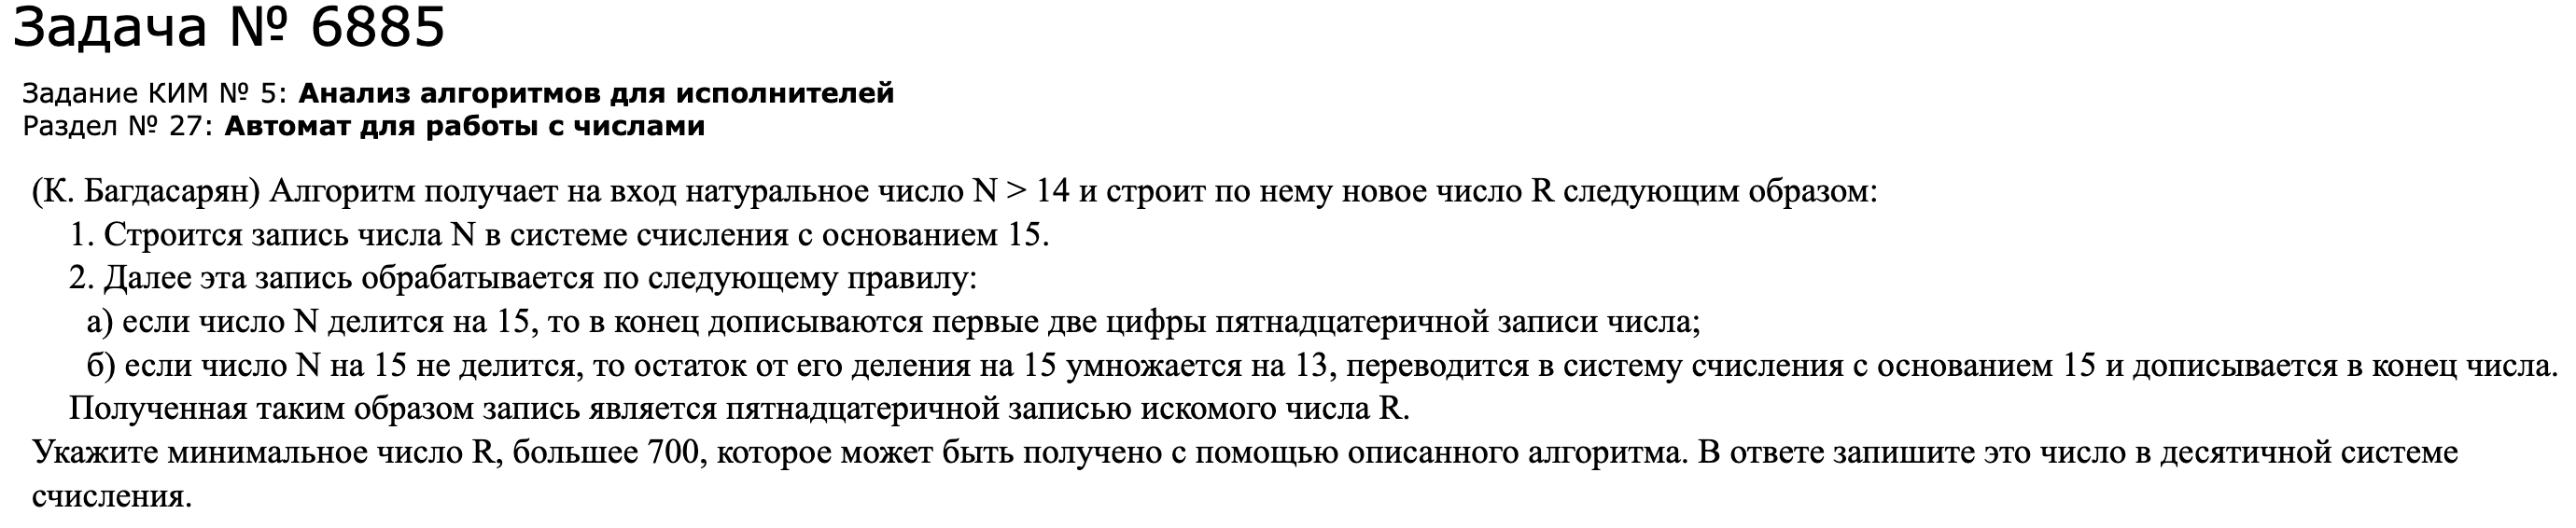 Задача № 6885
Задание КИМ № 5: Анализ алгоритмов для исполнителей
Раздел № 27: Автомат для работы с числами
(К. Багдасарян) Алгоритм получает на вход натуральное число N > 14 и строит по нему новое число R следующим образом:
1. Строится запись числа N в системе счисления с основанием 15.
2. Далее эта запись обрабатывается по следующему правилу:
а) если число N делится на 15, то в конец дописываются первые две цифры пятнадцатеричной записи числа;
б) если число N на 15 не делится, то остаток от его деления на 15 умножается на 13, переводится в систему счисления с основанием 15 и дописывается в конец числа.
Полученная таким образом запись является пятнадцатеричной записью искомого числа R.
Укажите минимальное число R, большее 700, которое может быть получено с помощью описанного алгоритма. В ответе запишите это число в десятичной системе
счисления.